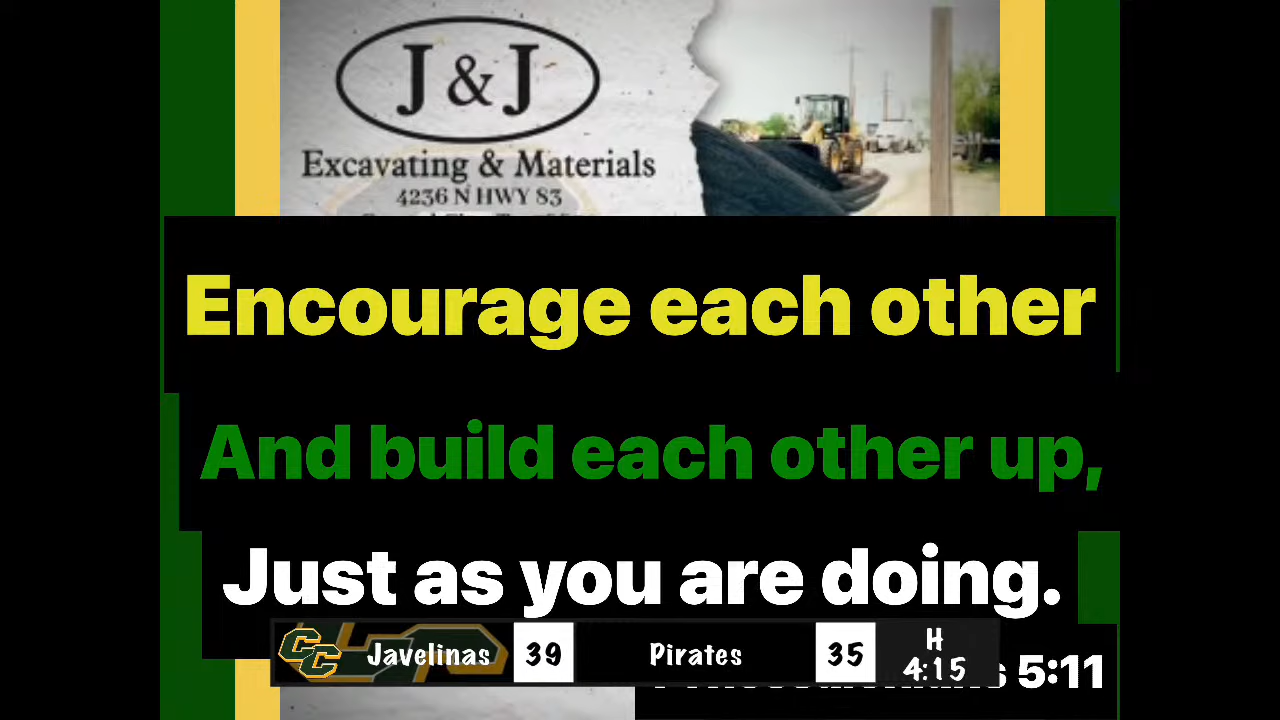 J & J
Excavating & Materials
4236 N HWY 83
Encourage each other
And build each other up,
Just as you are doing.
CC Javelinas 39 Pirates 35 H 4:15
5:11